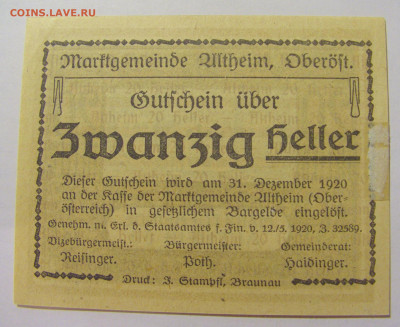 COINS.LAVE.RU
Marktgemeinde Altheim, Oberöst.
Gutschein über
Zwanzig Heller
Dieser Gutschein wird am 31. Dezember 1920
an der Kasse der Marktgemeinde Altheim (Ober-
österreich) in gesetzlichem Bargelde eingelöst.
Genehm. m. Erl. d. Staatsamtes f. Fin. v. 12./5. 1920, Z. 32589.
Vizebürgermeist.: Bürgermeister: Gemeinderat:
Reisinger. Poth. Haidinger.
Druck: J. Stampfl, Braunau